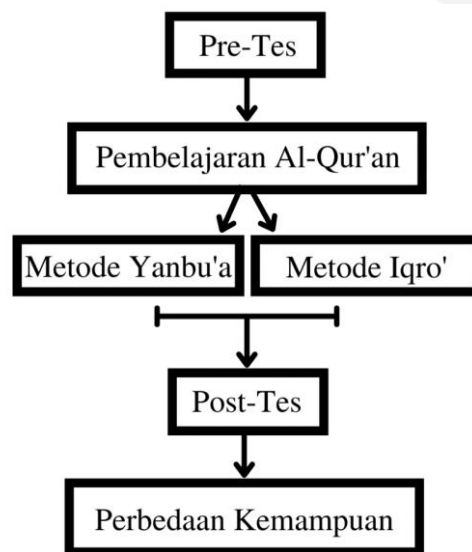 Pre-Tes
Pembelajaran Al-Qur'an
Metode Yanbu'a
Metode Iqro'
Post-Tes
Perbedaan Kemampuan